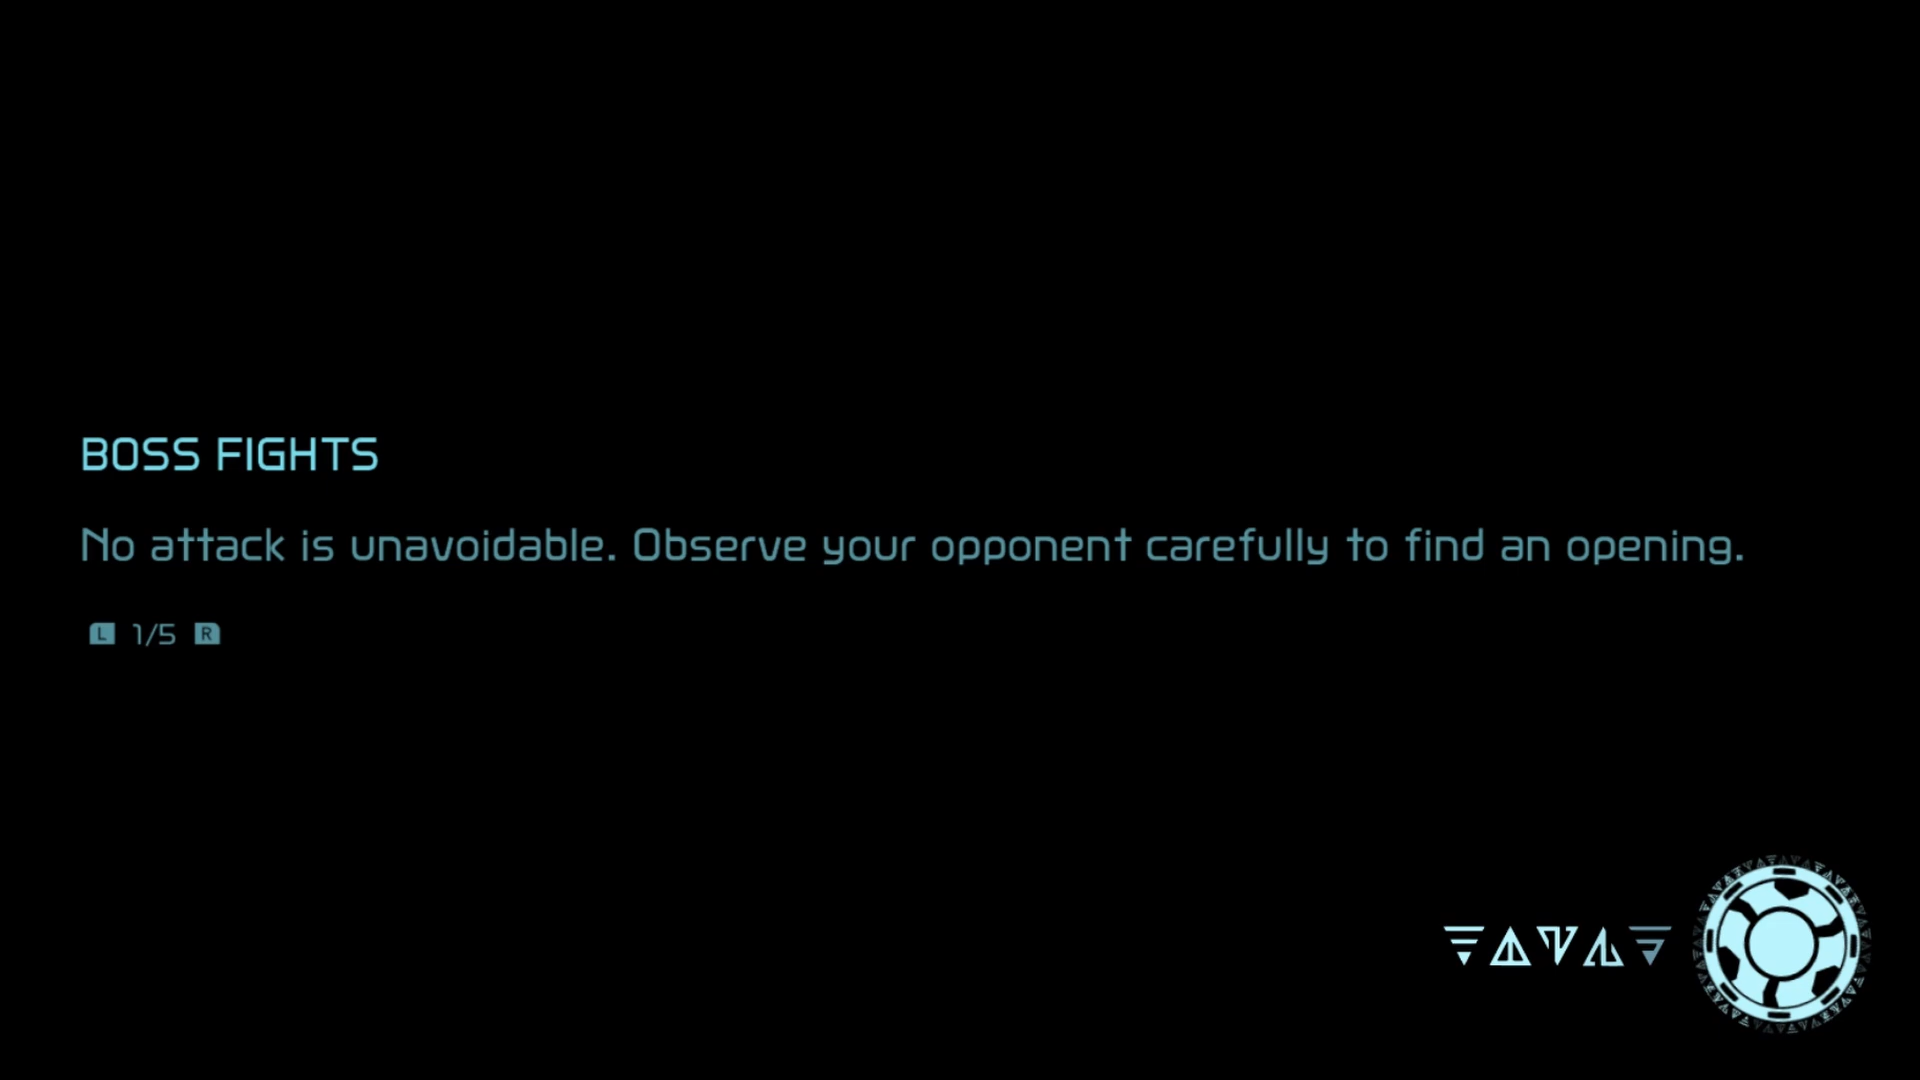 BOSS FIGHTS
No attack is unavoidable. Observe your opponent carefully to find an opening.
L 1/5 R